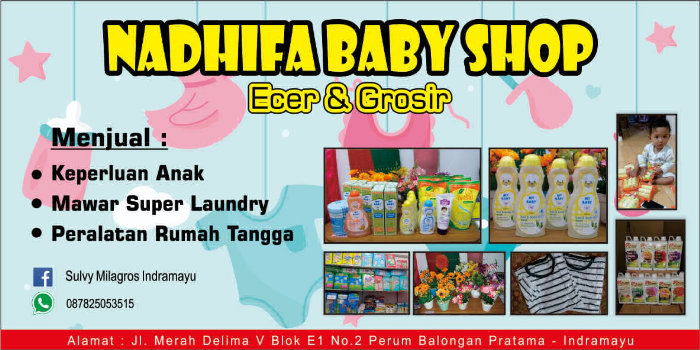 NADHIFA BABY SHOP
Ecer & Grosir
Menjual :
• Keperluan Anak
• Mawar Super Laundry
• Peralatan Rumah Tangga
Sulvy Milagros Indramayu
087825053515
Alamat : Jl. Merah Delima V Blok E1 No.2 Perum Balongan Pratama - Indramayu